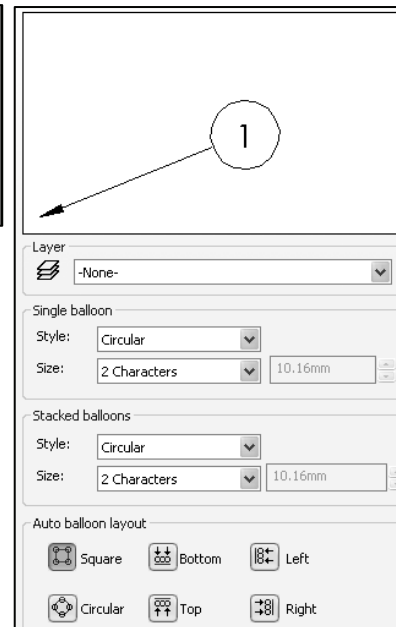 1
Layer
-None-
Single balloon
Style: Circular
Size: 2 Characters 10.16mm
Stacked balloons
Style: Circular
Size: 2 Characters 10.16mm
Auto balloon layout
Square Bottom Left
Circular Top Right